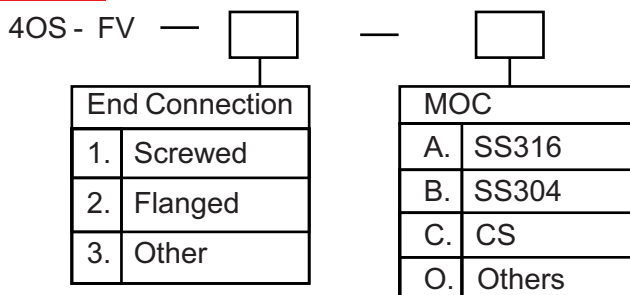 4OS - FV — —
End Connection
1. Screwed
2. Flanged
3. Other
MOC
A. SS316
B. SS304
C. CS
O. Others